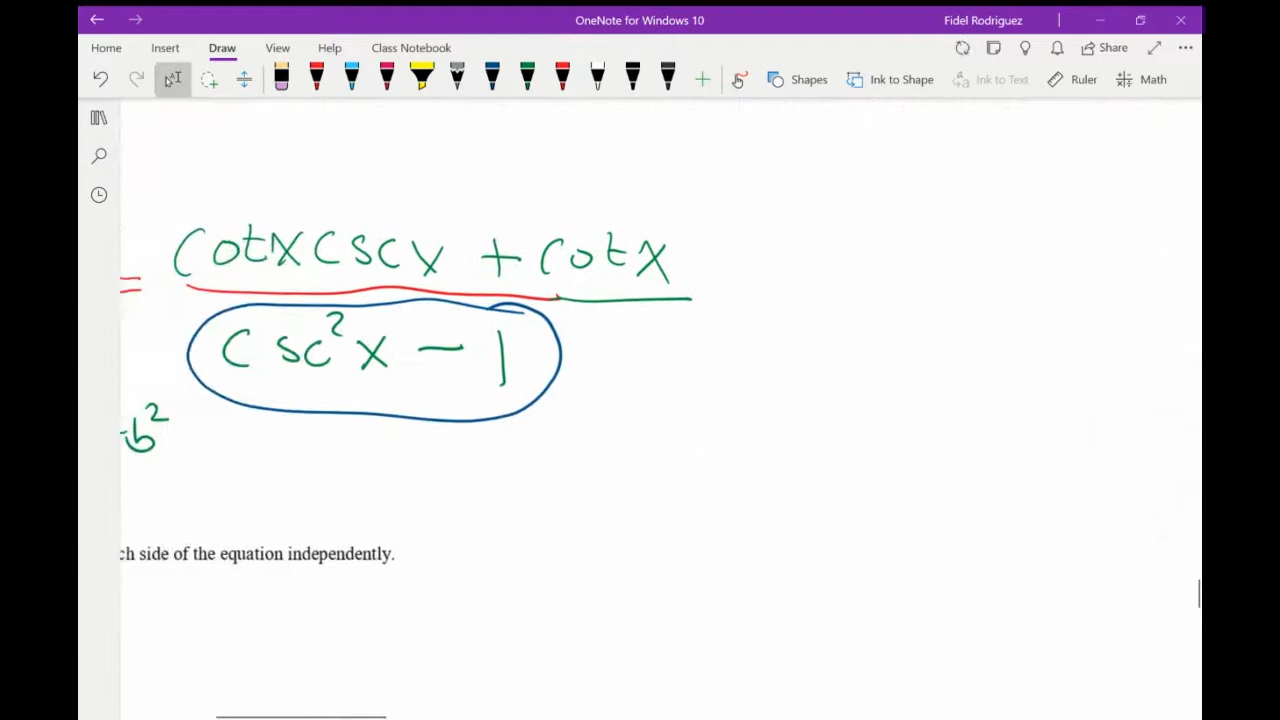 OneNote for Windows 10
Fidel Rodriguez
Home Insert Draw View Help Class Notebook
Share
Shapes Ink to Shape Ink to Text Ruler Math
= cotx cscx + cotx
csc²x - 1
-b²
ch side of the equation independently.